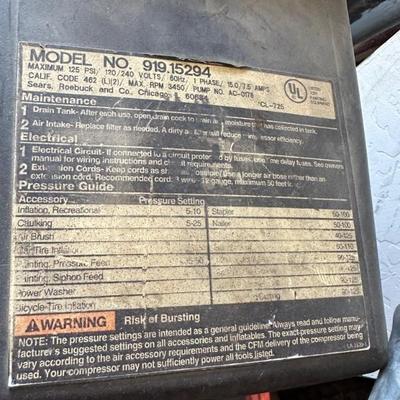 MODEL NO. 919.15294
MAXIMUM 125 PSI/ 120/240 VOLTS/ 60Hz/ 1 PHASE/ 15.0/7.5 AMPS
CALIF. CODE 462 (L)(2)/ MAX. RPM 3450/ PUMP NO. AC-0178
Sears, Roebuck and Co., Chicago, IL 60684
UL
CL-725
Maintenance
1 Drain Tank- After each use, open drain cock to drain moisture collected in tank.
2 Air Intake- Replace filter as needed. A dirty filter will reduce compressor efficiency.
Electrical
1 Electrical Circuit- If connected to a circuit protected by fuses, use time delay fuses. See owners
manual for wiring instructions and circuit requirements.
2 Extension Cords- Keep cords as short as possible. Use longer air hose rather than
extension cord. Recommended cord: 3 wire, 12 gauge, maximum 50 feet
Pressure Guide
Accessory Pressure Setting
Inflation, Recreational 5-10 Stapler 50-100
Caulking 5-25 Nailer 50-100
Air Brush
Tire Inflation
Painting, Pressure Feed
Painting, Siphon Feed
Power Washer
Bicycle Tire Inflation
WARNING Risk of Bursting
NOTE: The pressure settings are intended as a general guideline. Always read and follow manu-
facturer's suggested settings on all accessories and tools. The exact pressure setting may
vary according to the air accessory requirements and the CFM delivery of the compressor being
used. Your compressor may not sufficiently power all tools listed.